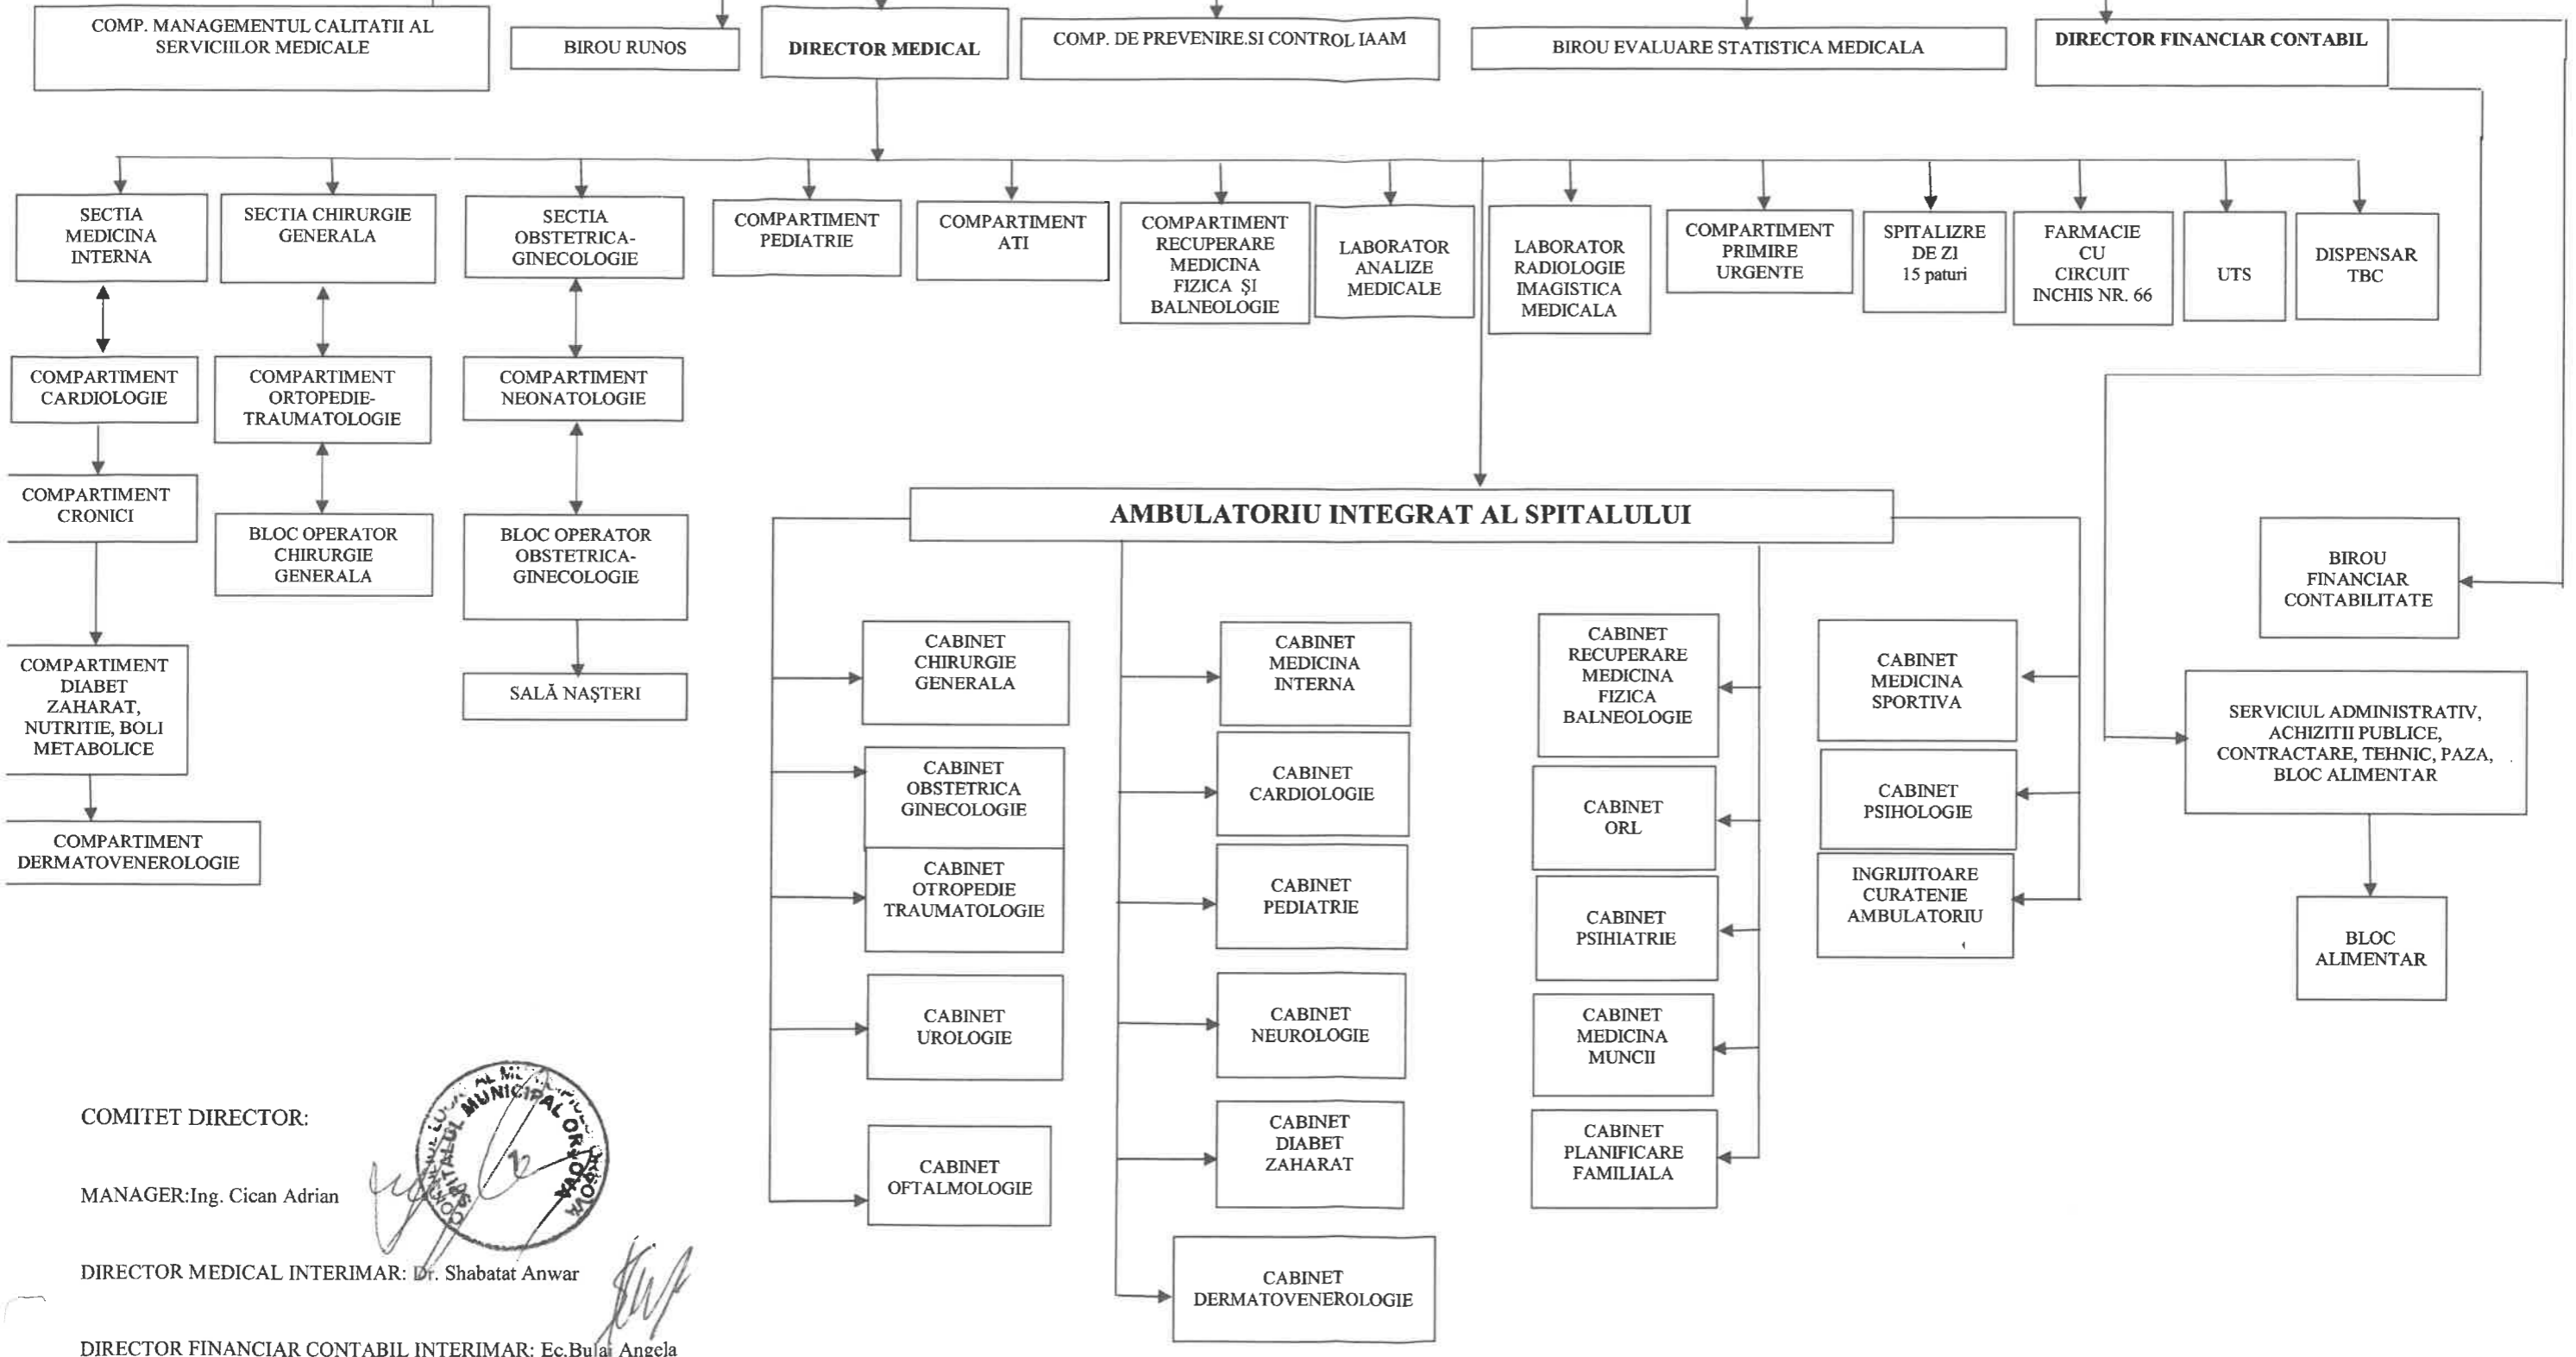 COMP. MANAGEMENTUL CALITATII AL
SERVICIILOR MEDICALE
BIROU RUNOS
DIRECTOR MEDICAL
COMP. DE PREVENIRE.SI CONTROL IAAM
BIROU EVALUARE STATISTICA MEDICALA
DIRECTOR FINANCIAR CONTABIL
SECTIA
MEDICINA
INTERNA
SECTIA CHIRURGIE
GENERALA
SECTIA
OBSTETRICA-
GINECOLOGIE
COMPARTIMENT
PEDIATRIE
COMPARTIMENT
ATI
COMPARTIMENT
RECUPERARE
MEDICINA
FIZICA ȘI
BALNEOLOGIE
LABORATOR
ANALIZE
MEDICALE
LABORATOR
RADIOLOGIE
IMAGISTICA
MEDICALA
COMPARTIMENT
PRIMIRE
URGENTE
SPITALIZRE
DE ZI
15 paturi
FARMACIE
CU
CIRCUIT
INCHIS NR. 66
UTS
DISPENSAR
TBC
COMPARTIMENT
CARDIOLOGIE
COMPARTIMENT
ORTOPEDIE-
TRAUMATOLOGIE
COMPARTIMENT
NEONATOLOGIE
COMPARTIMENT
CRONICI
BLOC OPERATOR
CHIRURGIE
GENERALA
BLOC OPERATOR
OBSTETRICA-
GINECOLOGIE
COMPARTIMENT
DIABET
ZAHARAT,
NUTRITIE, BOLI
METABOLICE
SALĂ NAȘTERI
COMPARTIMENT
DERMATOVENEROLOGIE
AMBULATORIU INTEGRAT AL SPITALULUI
CABINET
CHIRURGIE
GENERALA
CABINET
OBSTETRICA
GINECOLOGIE
CABINET
OTROPEDIE
TRAUMATOLOGIE
CABINET
UROLOGIE
CABINET
OFTALMOLOGIE
CABINET
MEDICINA
INTERNA
CABINET
CARDIOLOGIE
CABINET
PEDIATRIE
CABINET
NEUROLOGIE
CABINET
DIABET
ZAHARAT
CABINET
DERMATOVENEROLOGIE
CABINET
RECUPERARE
MEDICINA
FIZICA
BALNEOLOGIE
CABINET
ORL
CABINET
PSIHIATRIE
CABINET
MEDICINA
MUNCII
CABINET
PLANIFICARE
FAMILIALA
CABINET
MEDICINA
SPORTIVA
CABINET
PSIHOLOGIE
INGRIJITOARE
CURATENIE
AMBULATORIU
BIROU
FINANCIAR
CONTABILITATE
SERVICIUL ADMINISTRATIV,
ACHIZITII PUBLICE,
CONTRACTARE, TEHNIC, PAZA,
BLOC ALIMENTAR
BLOC
ALIMENTAR
COMITET DIRECTOR:
MANAGER:Ing. Cican Adrian
SPITALUL MUNICIPAL ORSOVA
DIRECTOR MEDICAL INTERIMAR: Dr. Shabatat Anwar
DIRECTOR FINANCIAR CONTABIL INTERIMAR: Ec.Bulai Angela